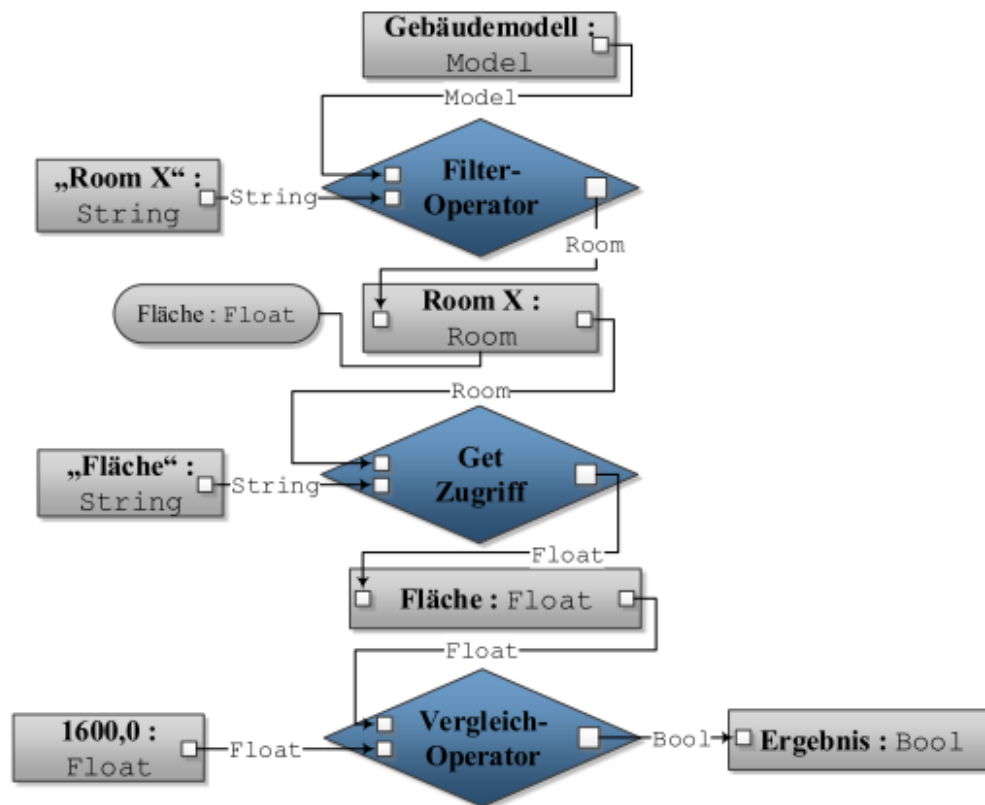 Gebäudemodell :
Model
Model
Filter-
Operator
„Room X“ :
String
String
Room
Room X :
Room
Fläche : Float
Room
Get
Zugriff
„Fläche“ :
String
String
Float
Fläche : Float
Float
Vergleich-
Operator
1600,0 :
Float
Float
Bool
Ergebnis : Bool